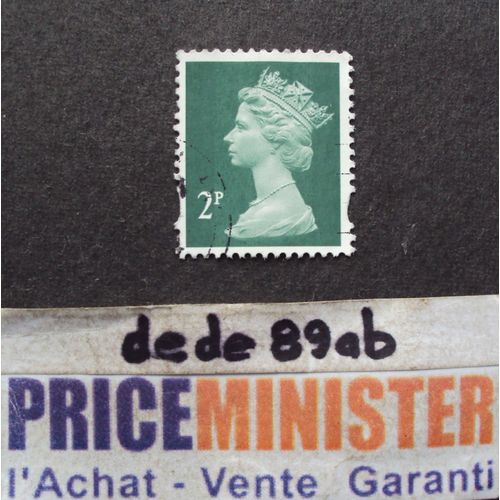 2P
dede 89ab
PRICEMINISTER
l'Achat - Vente Garanti